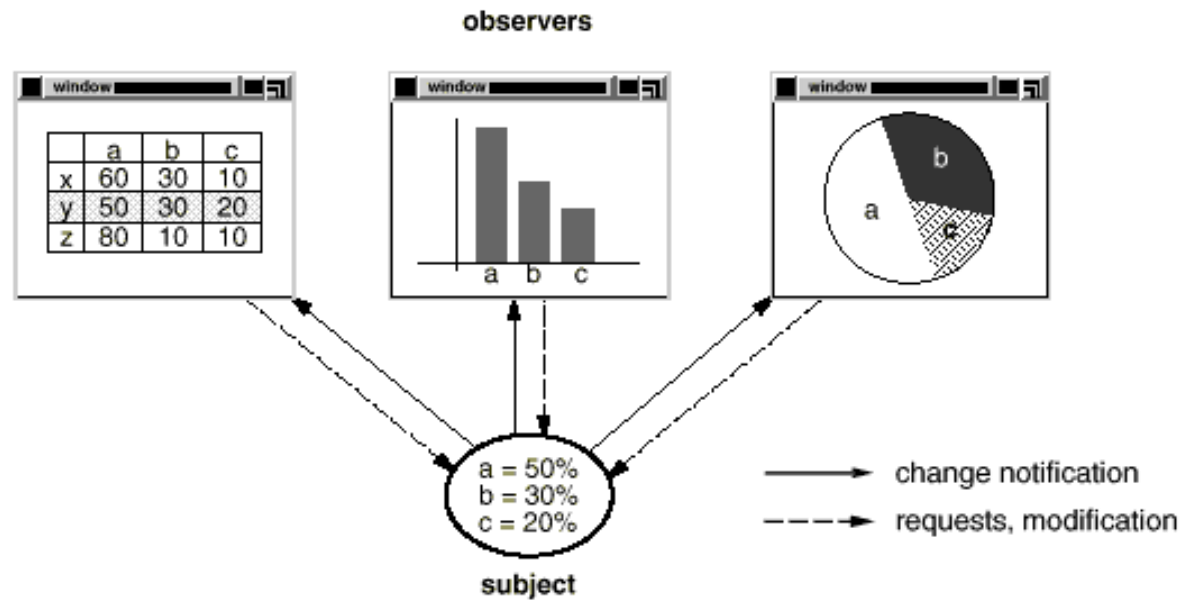 observers
window
window
window
a b c
x 60 30 10
y 50 30 20
z 80 10 10
a b c
a
b
c
a = 50%
b = 30%
c = 20%
subject
change notification
requests, modification